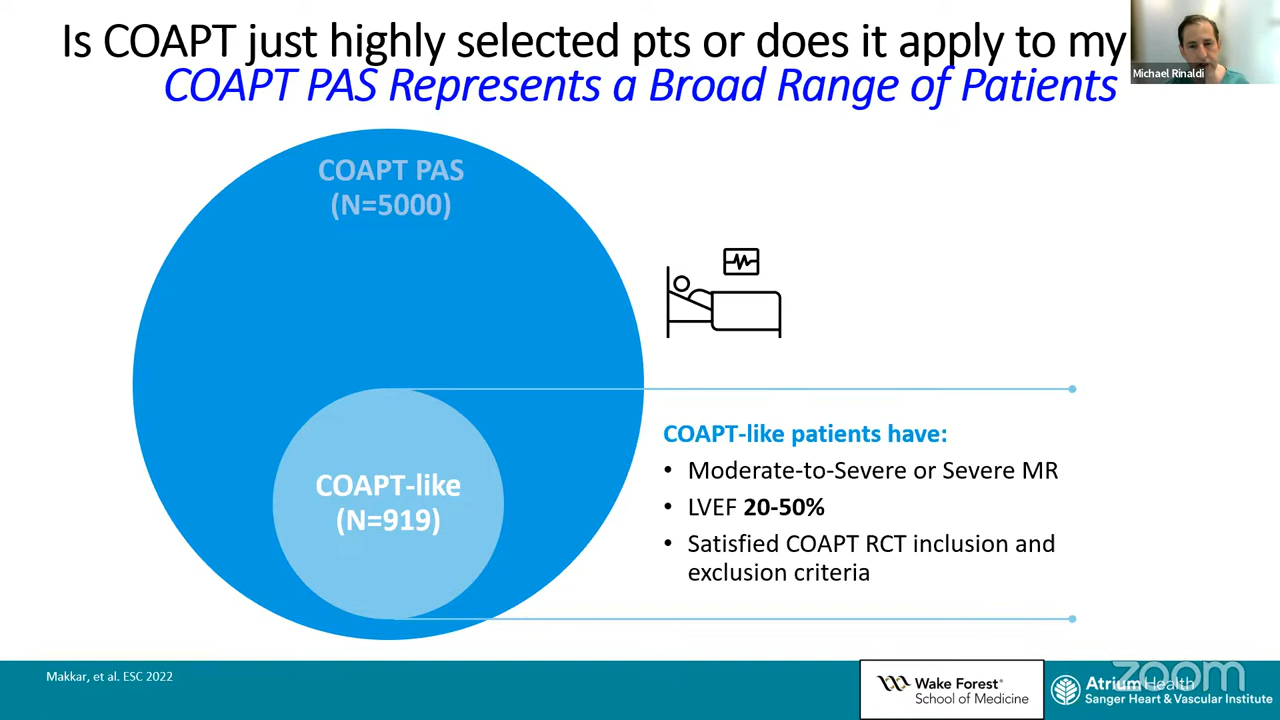 Is COAPT just highly selected pts or does it apply to my
COAPT PAS Represents a Broad Range of Patients
Michael Rinaldi
COAPT PAS
(N=5000)
COAPT-like
(N=919)
COAPT-like patients have:
• Moderate-to-Severe or Severe MR
• LVEF 20-50%
• Satisfied COAPT RCT inclusion and
exclusion criteria
Makkar, et al. ESC 2022
Wake Forest®
School of Medicine
Atrium Health
Sanger Heart & Vascular Institute
zoom